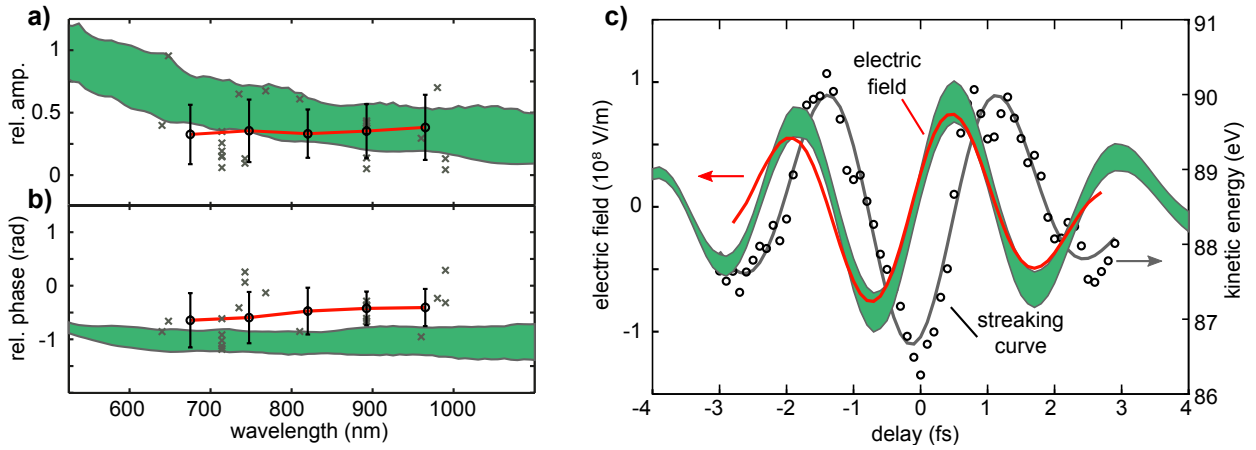 a)
rel. amp.
1
0.5
0
b)
rel. phase (rad)
1
0
-1
600
700
800
900
1000
wavelength (nm)
c)
electric field (10⁸ V/m)
1
0
-1
electric
field
streaking
curve
91
90
89
88
87
86
kinetic energy (eV)
-4
-3
-2
-1
0
1
2
3
4
delay (fs)